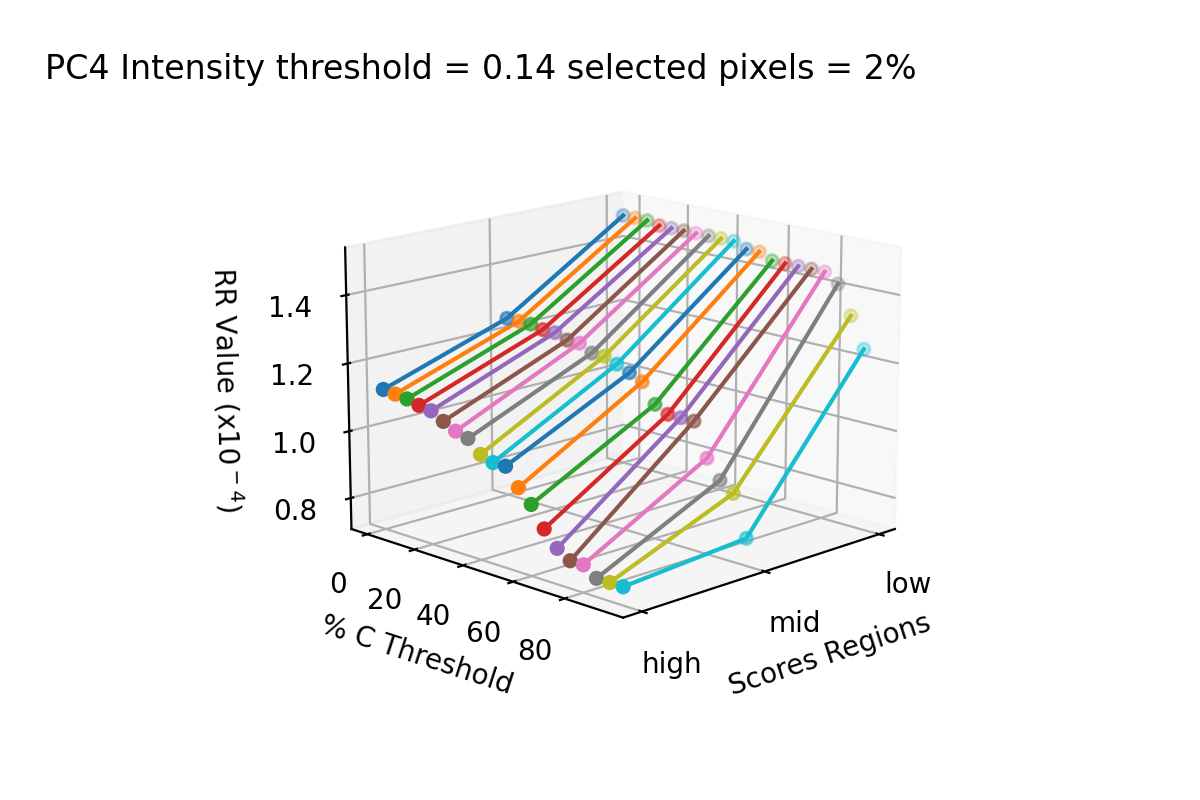 PC4 Intensity threshold = 0.14 selected pixels = 2%
RR Value (x10⁻⁴)
1.4
1.2
1.0
0.8
0
20
40
60
80
% C Threshold
high
mid
low
Scores Regions